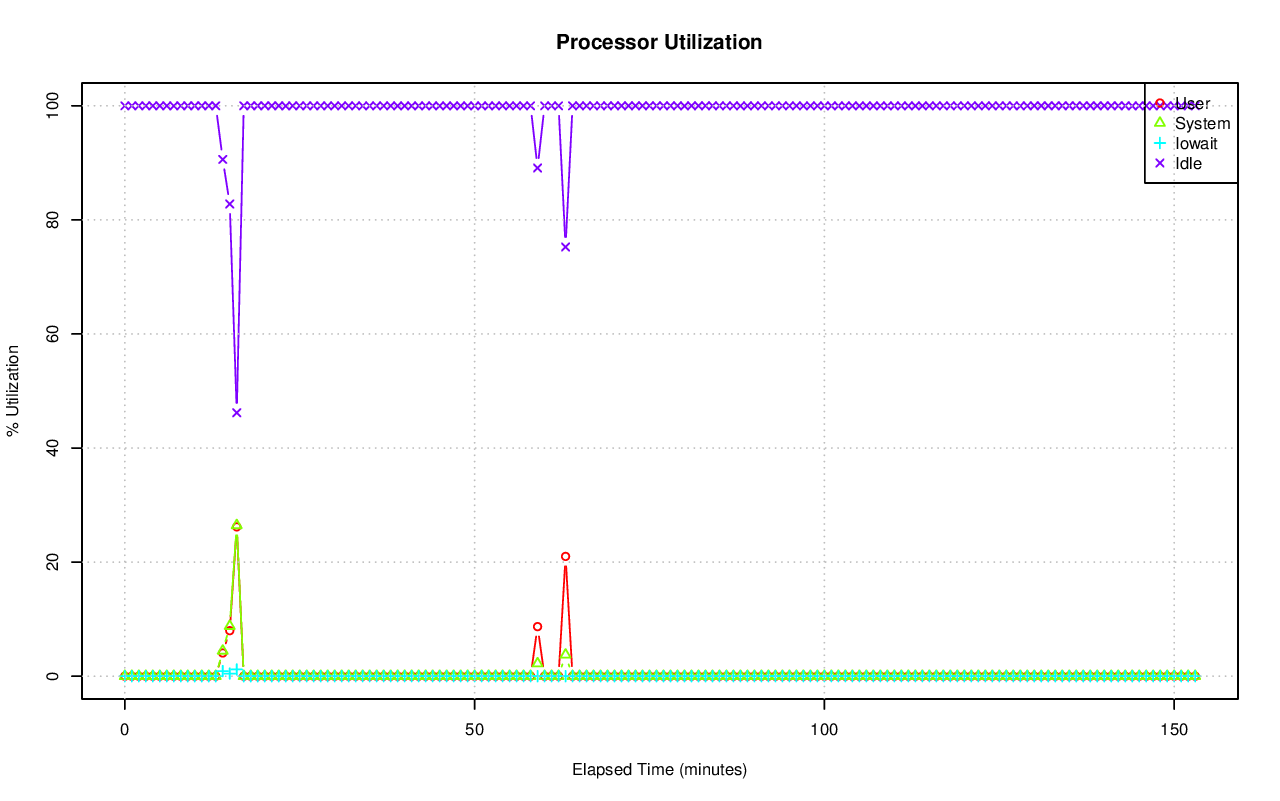 Processor Utilization
User
System
Iowait
Idle
% Utilization
100
80
60
40
20
0
0 50 100 150
Elapsed Time (minutes)